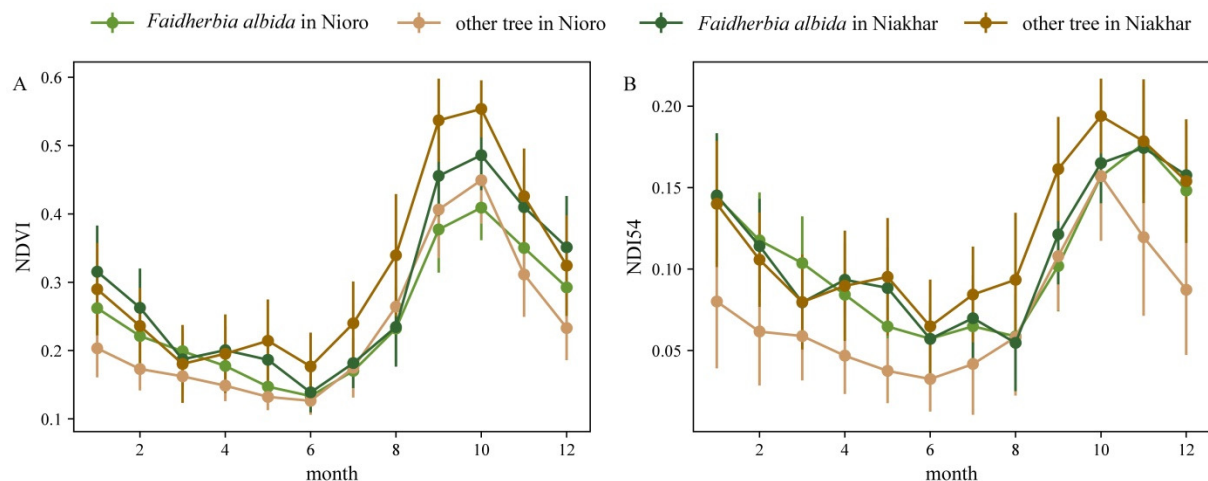 Faidherbia albida in Nioro other tree in Nioro Faidherbia albida in Niakhar other tree in Niakhar
A
0.6
0.5
0.4
0.3
0.2
0.1
NDVI
2 4 6 8 10 12
month
B
0.20
0.15
0.10
0.05
NDI54
2 4 6 8 10 12
month